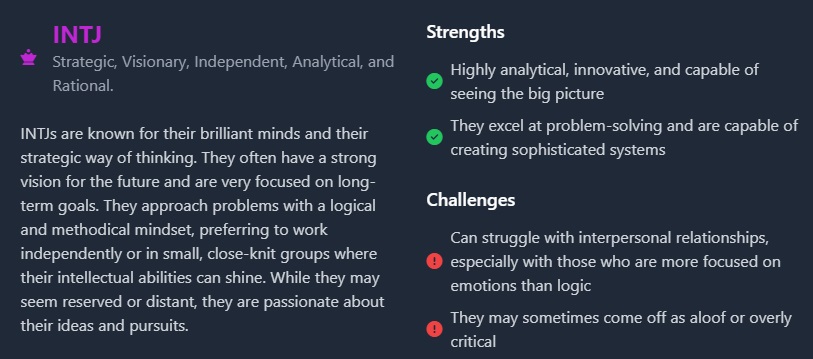 INTJ
Strategic, Visionary, Independent, Analytical, and
Rational.
INTJs are known for their brilliant minds and their
strategic way of thinking. They often have a strong
vision for the future and are very focused on long-
term goals. They approach problems with a logical
and methodical mindset, preferring to work
independently or in small, close-knit groups where
their intellectual abilities can shine. While they may
seem reserved or distant, they are passionate about
their ideas and pursuits.
Strengths
Highly analytical, innovative, and capable of
seeing the big picture
They excel at problem-solving and are capable of
creating sophisticated systems
Challenges
Can struggle with interpersonal relationships,
especially with those who are more focused on
emotions than logic
They may sometimes come off as aloof or overly
critical